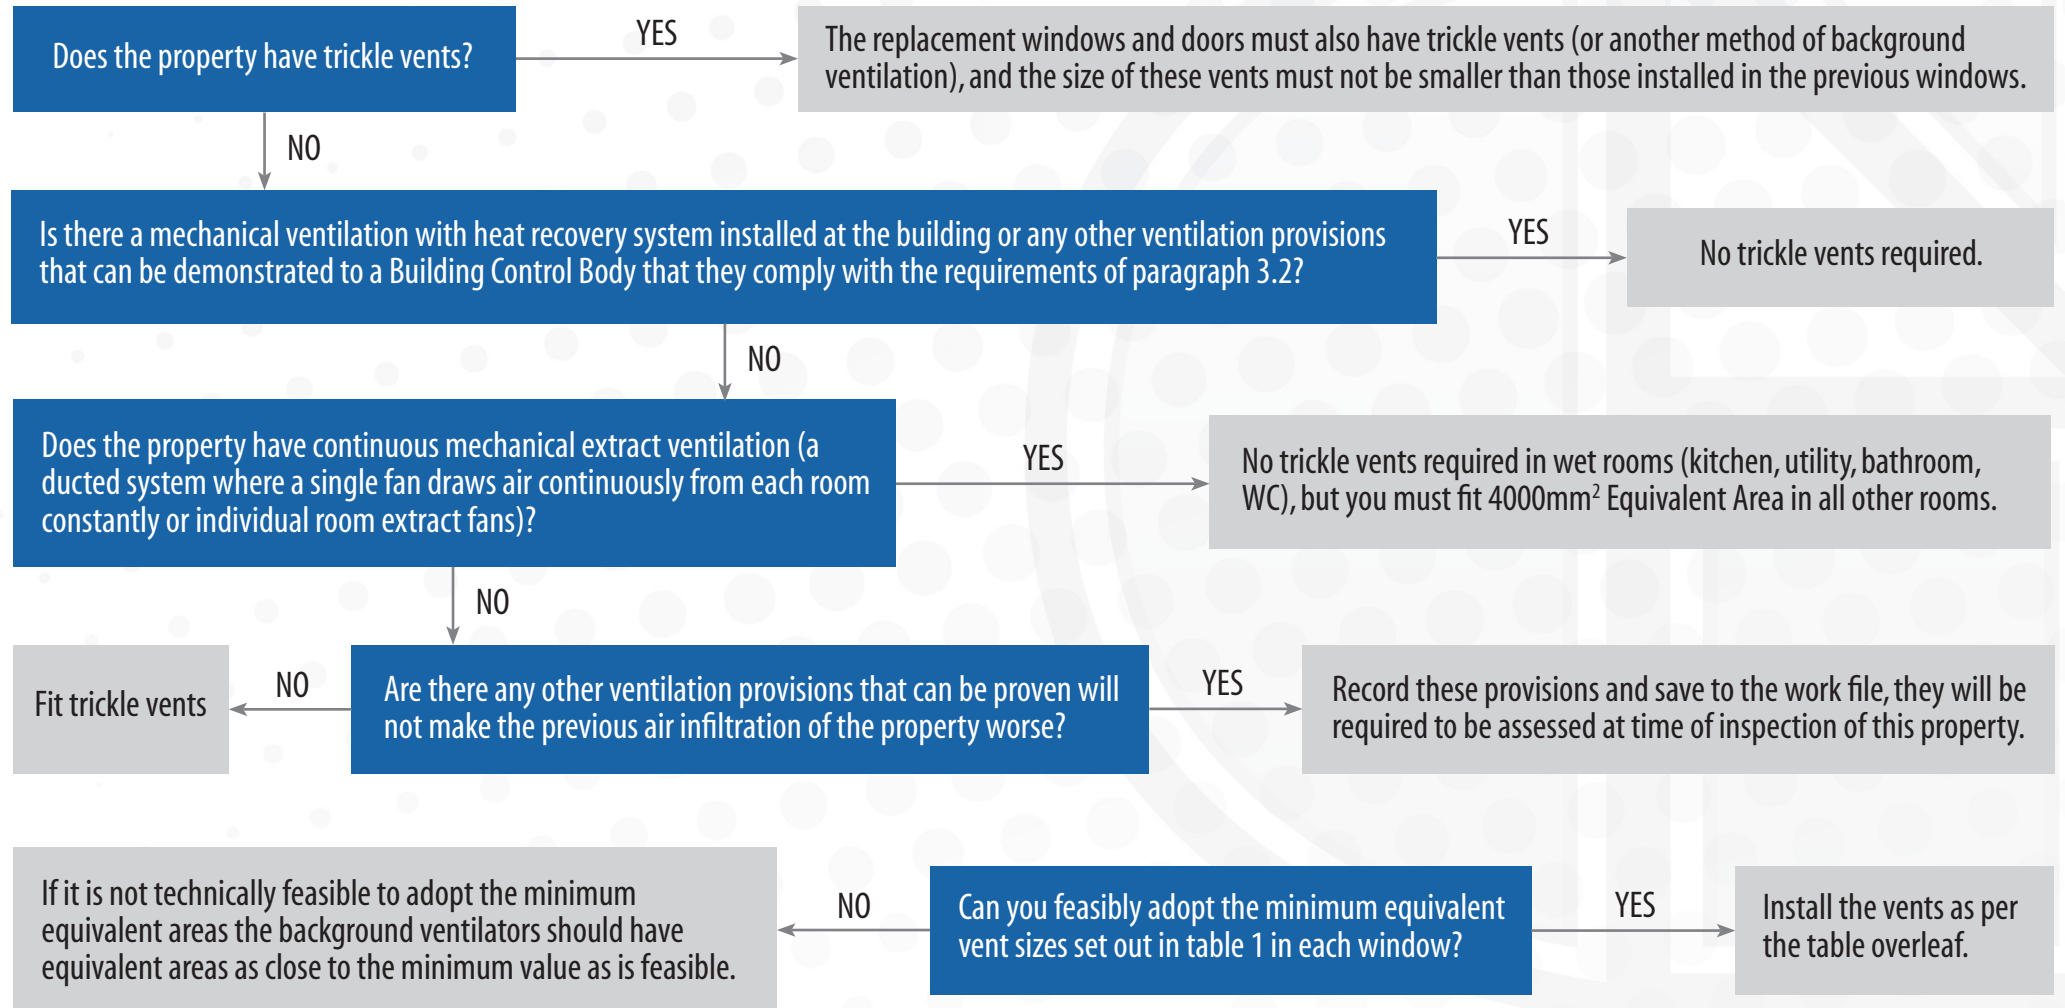 Does the property have trickle vents?
YES
The replacement windows and doors must also have trickle vents (or another method of background
ventilation), and the size of these vents must not be smaller than those installed in the previous windows.
NO
Is there a mechanical ventilation with heat recovery system installed at the building or any other ventilation provisions
that can be demonstrated to a Building Control Body that they comply with the requirements of paragraph 3.2?
YES
No trickle vents required.
NO
Does the property have continuous mechanical extract ventilation (a
ducted system where a single fan draws air continuously from each room
constantly or individual room extract fans)?
YES
No trickle vents required in wet rooms (kitchen, utility, bathroom,
WC), but you must fit 4000mm² Equivalent Area in all other rooms.
NO
Fit trickle vents
NO
Are there any other ventilation provisions that can be proven will
not make the previous air infiltration of the property worse?
YES
Record these provisions and save to the work file, they will be
required to be assessed at time of inspection of this property.
If it is not technically feasible to adopt the minimum
equivalent areas the background ventilators should have
equivalent areas as close to the minimum value as is feasible.
NO
Can you feasibly adopt the minimum equivalent
vent sizes set out in table 1 in each window?
YES
Install the vents as per
the table overleaf.